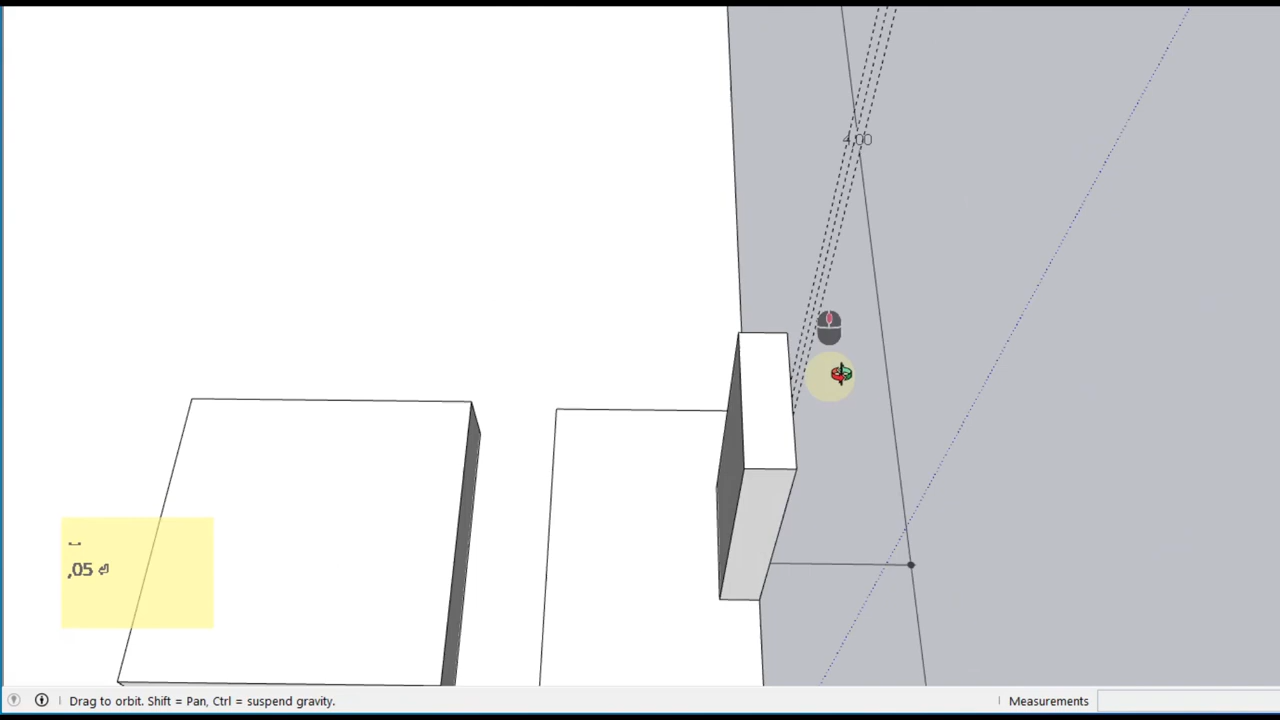 4.00
␣
,05 ⏎
Drag to orbit. Shift = Pan, Ctrl = suspend gravity.
Measurements